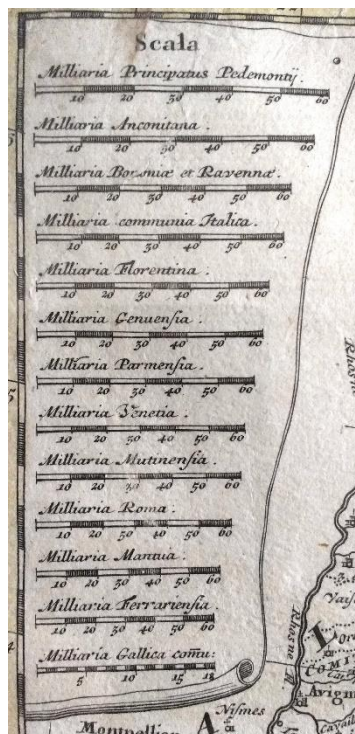 Scala
Milliaria Principatus Pedemontij.
10 20 30 40 50 60
Milliaria Anconitana.
10 20 30 40 50 60
Milliaria Bononiæ et Ravennæ.
10 20 30 40 50 60
Milliaria communia Italica.
10 20 30 40 50 60
Milliaria Florentina.
10 20 30 40 50 60
Milliaria Genuensia.
10 20 30 40 50 60
Milliaria Parmensia.
10 20 30 40 50 60
Milliaria Venetia.
10 20 30 40 50 60
Milliaria Mutinensia.
10 20 30 40 50 60
Milliaria Roma.
10 20 30 40 50 60
Milliaria Mantua.
10 20 30 40 50 60
Milliaria Ferrariensia.
10 20 30 40 50 60
Milliaria Gallica com̃u:
5 10 15 18
Rhosne R.
Avign
Nismes
Montpellier